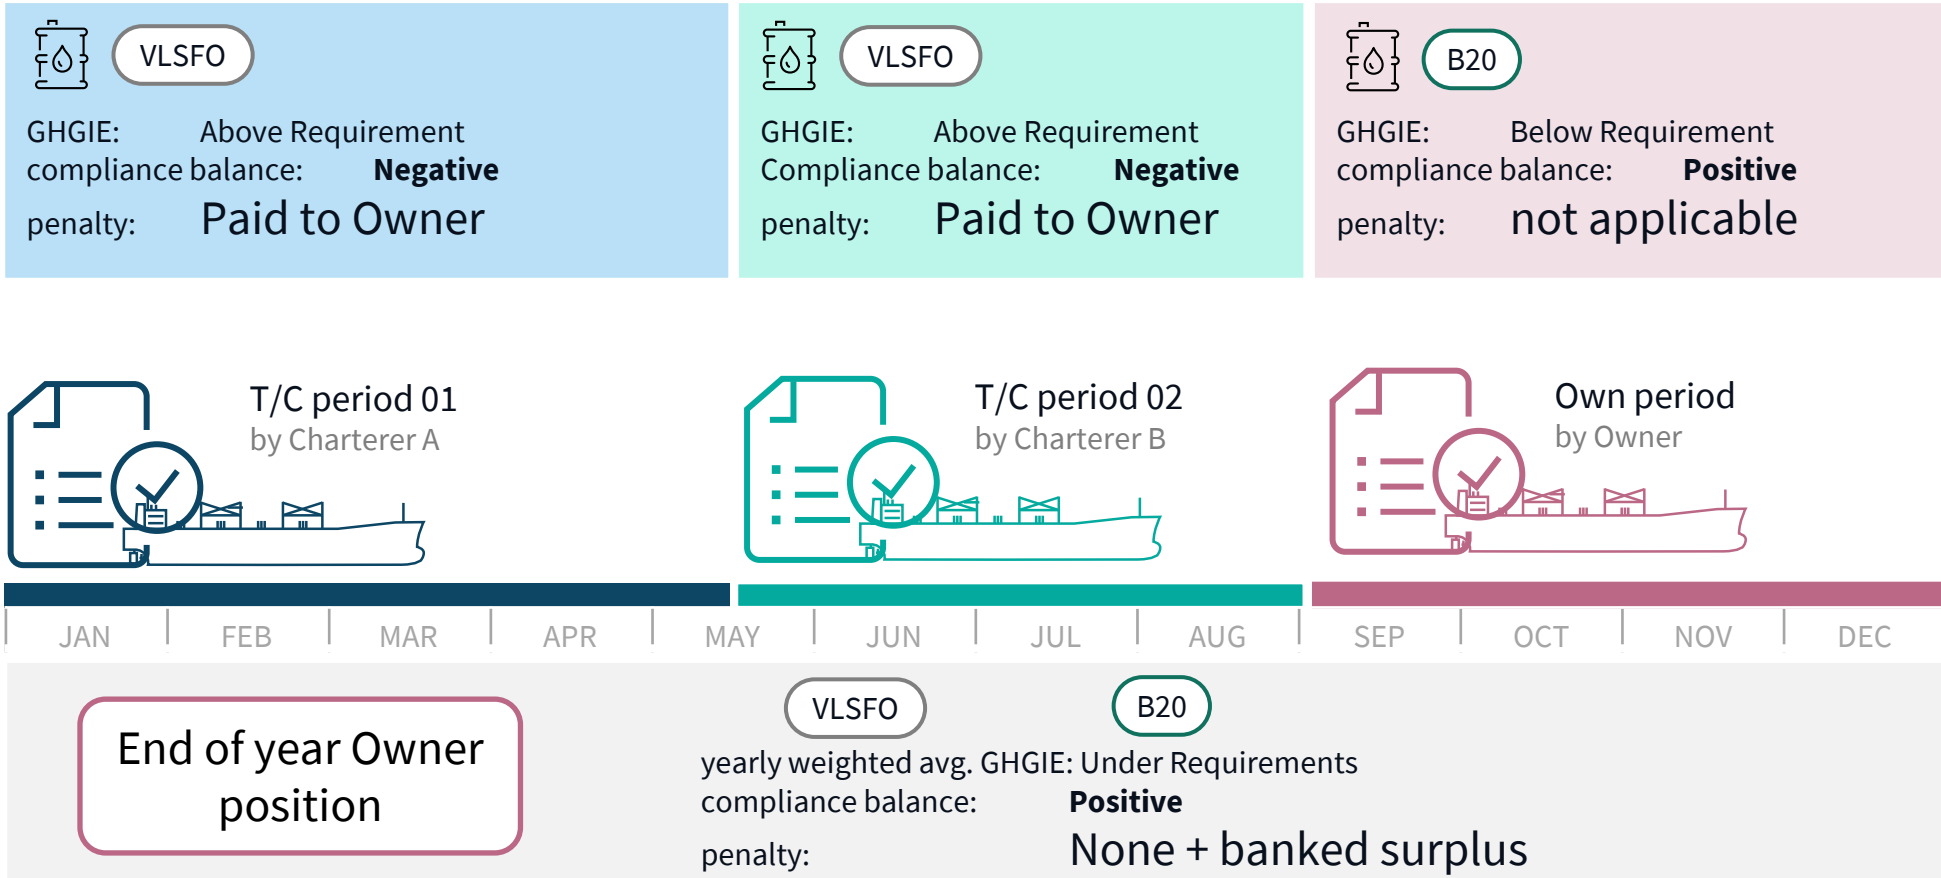 VLSFO
GHGIE: Above Requirement
compliance balance: Negative
penalty: Paid to Owner
VLSFO
GHGIE: Above Requirement
Compliance balance: Negative
penalty: Paid to Owner
B20
GHGIE: Below Requirement
compliance balance: Positive
penalty: not applicable
T/C period 01
by Charterer A
T/C period 02
by Charterer B
Own period
by Owner
JAN FEB MAR APR MAY JUN JUL AUG SEP OCT NOV DEC
End of year Owner
position
VLSFO B20
yearly weighted avg. GHGIE: Under Requirements
compliance balance: Positive
penalty: None + banked surplus